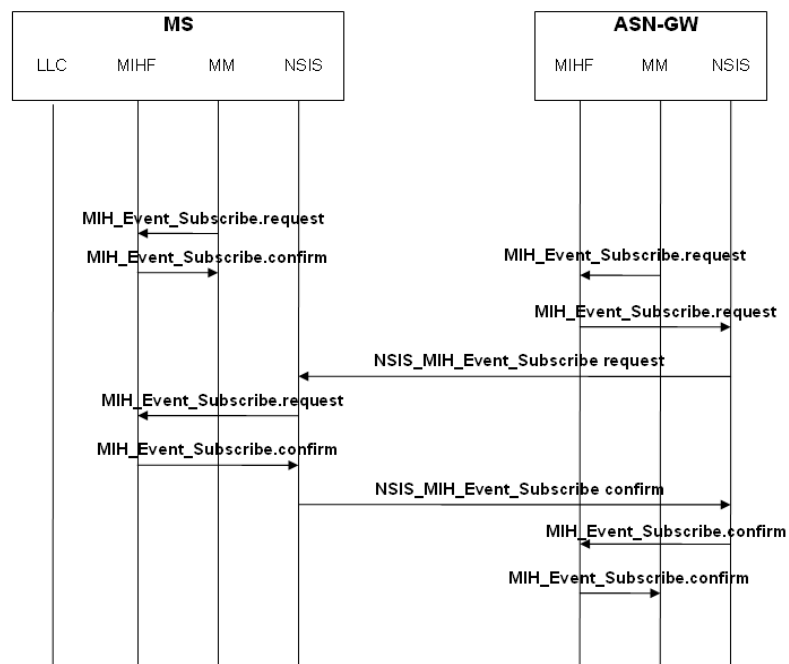 MS
ASN-GW
LLC MIHF MM NSIS
MIHF MM NSIS
MIH_Event_Subscribe.request
MIH_Event_Subscribe.confirm
MIH_Event_Subscribe.request
MIH_Event_Subscribe.request
NSIS_MIH_Event_Subscribe request
MIH_Event_Subscribe.request
MIH_Event_Subscribe.confirm
NSIS_MIH_Event_Subscribe confirm
MIH_Event_Subscribe.confirm
MIH_Event_Subscribe.confirm